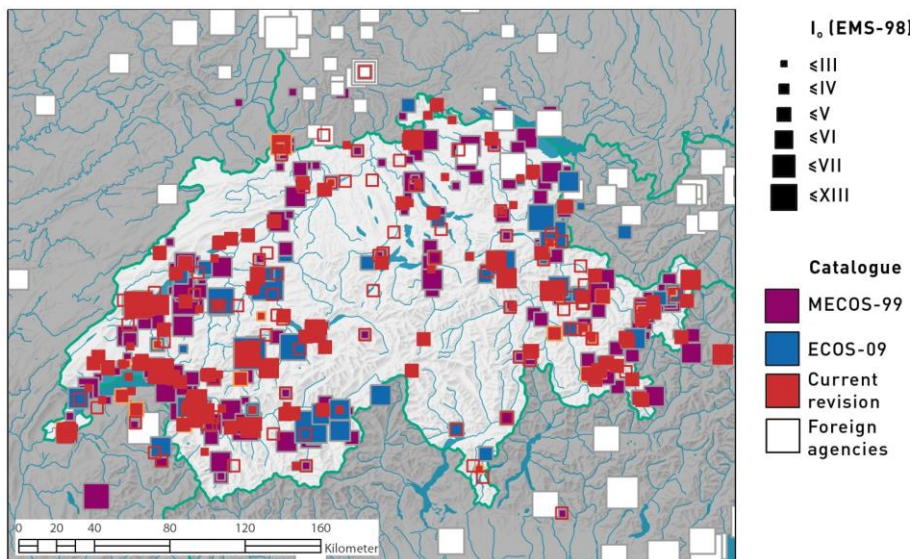 I₀ (EMS-98)
≤III
≤IV
≤V
≤VI
≤VII
≤XIII
Catalogue
MECOS-99
ECOS-09
Current
revision
Foreign
agencies
0 20 40 80 120 160
Kilometer